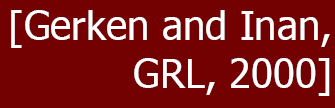 [Gerken and Inan,
GRL, 2000]